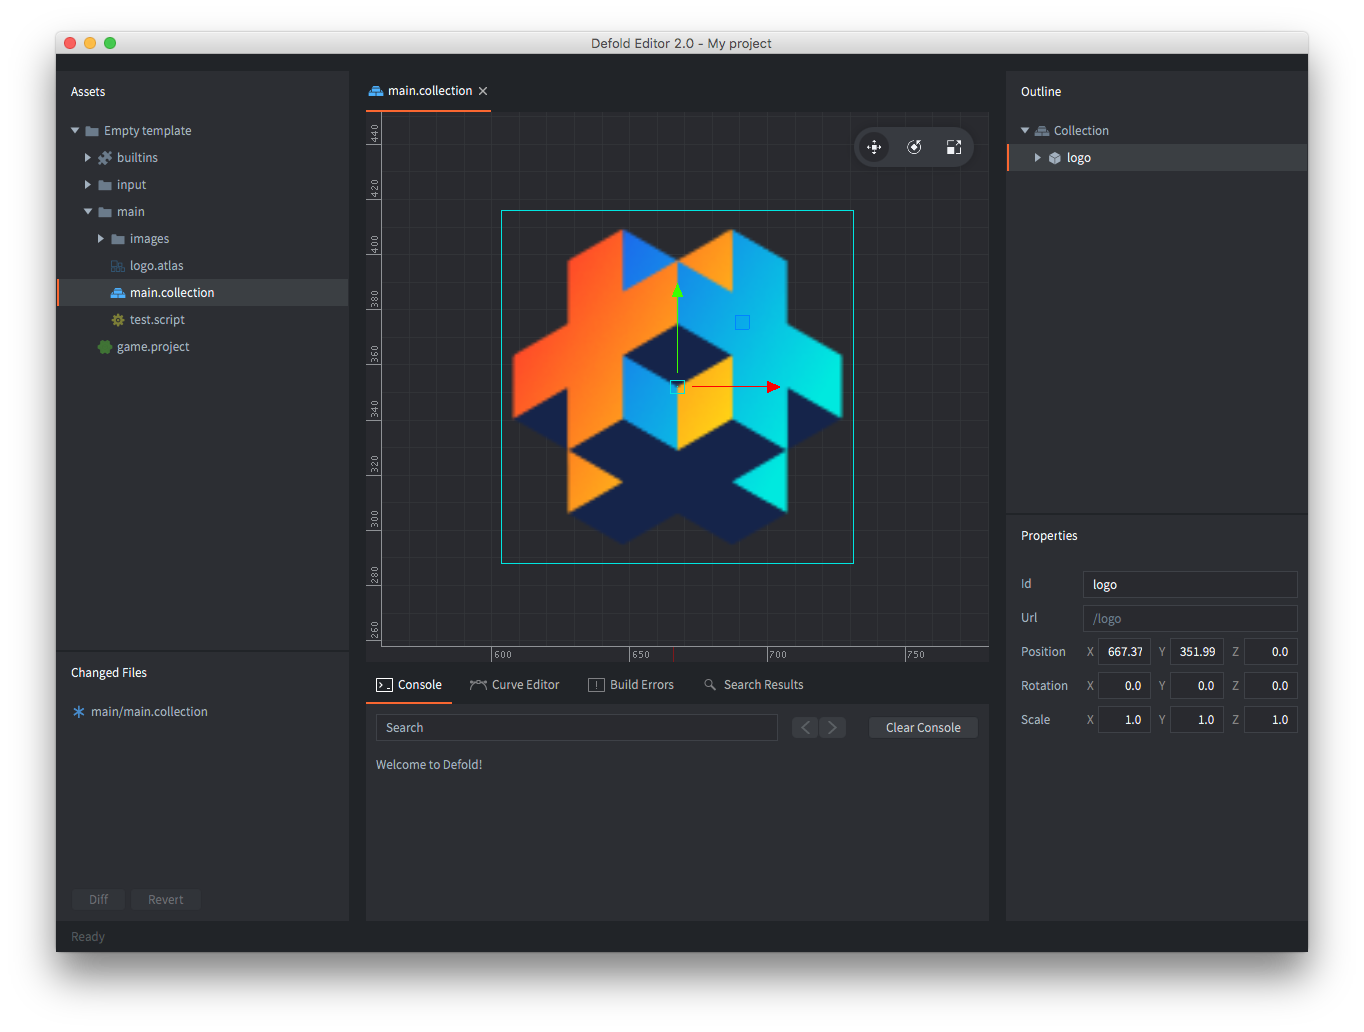 Defold Editor 2.0 - My project
Assets
Empty template
builtins
input
main
images
logo.atlas
main.collection
test.script
game.project
Changed Files
main/main.collection
Diff Revert
Ready
main.collection
440
420
400
380
360
340
320
300
280
260
600 650 700 750
Console Curve Editor Build Errors Search Results
Search Clear Console
Welcome to Defold!
Outline
Collection
logo
Properties
Id logo
Url /logo
Position X 667.37 Y 351.99 Z 0.0
Rotation X 0.0 Y 0.0 Z 0.0
Scale X 1.0 Y 1.0 Z 1.0